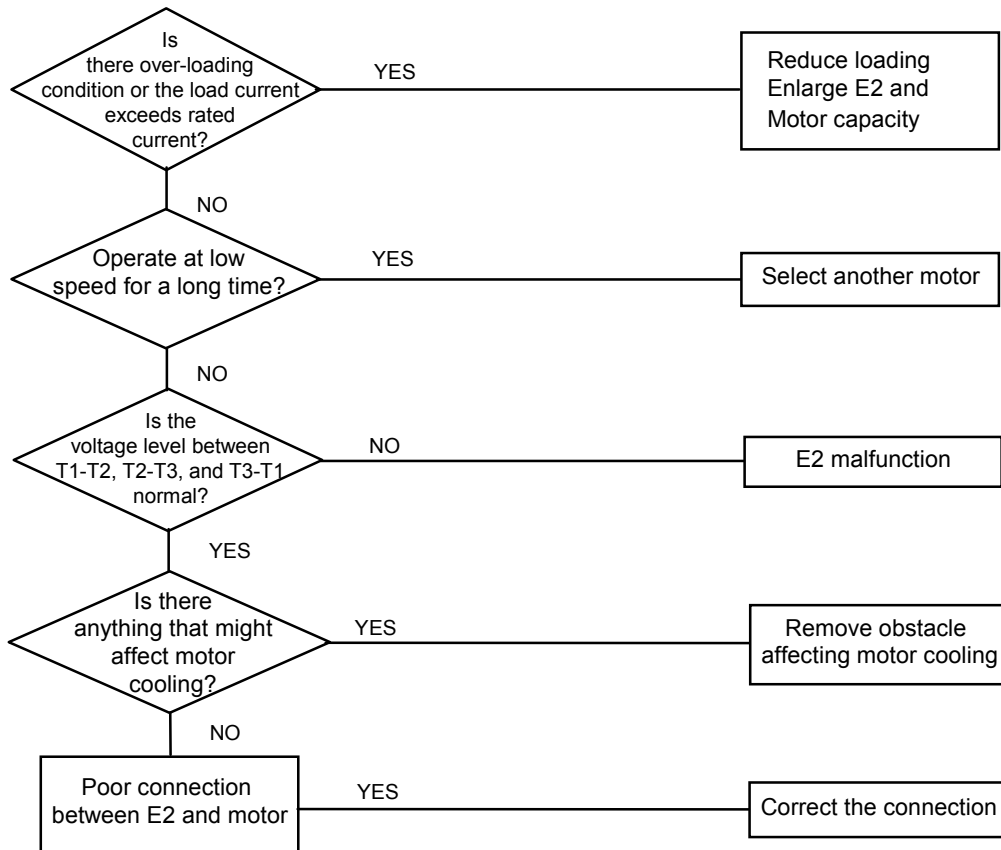 Is
there over-loading
condition or the load current
exceeds rated
current?
YES
Reduce loading
Enlarge E2 and
Motor capacity
NO
Operate at low
speed for a long time?
YES
Select another motor
NO
Is the
voltage level between
T1-T2, T2-T3, and T3-T1
normal?
NO
E2 malfunction
YES
Is there
anything that might
affect motor
cooling?
YES
Remove obstacle
affecting motor cooling
NO
Poor connection
between E2 and motor
YES
Correct the connection